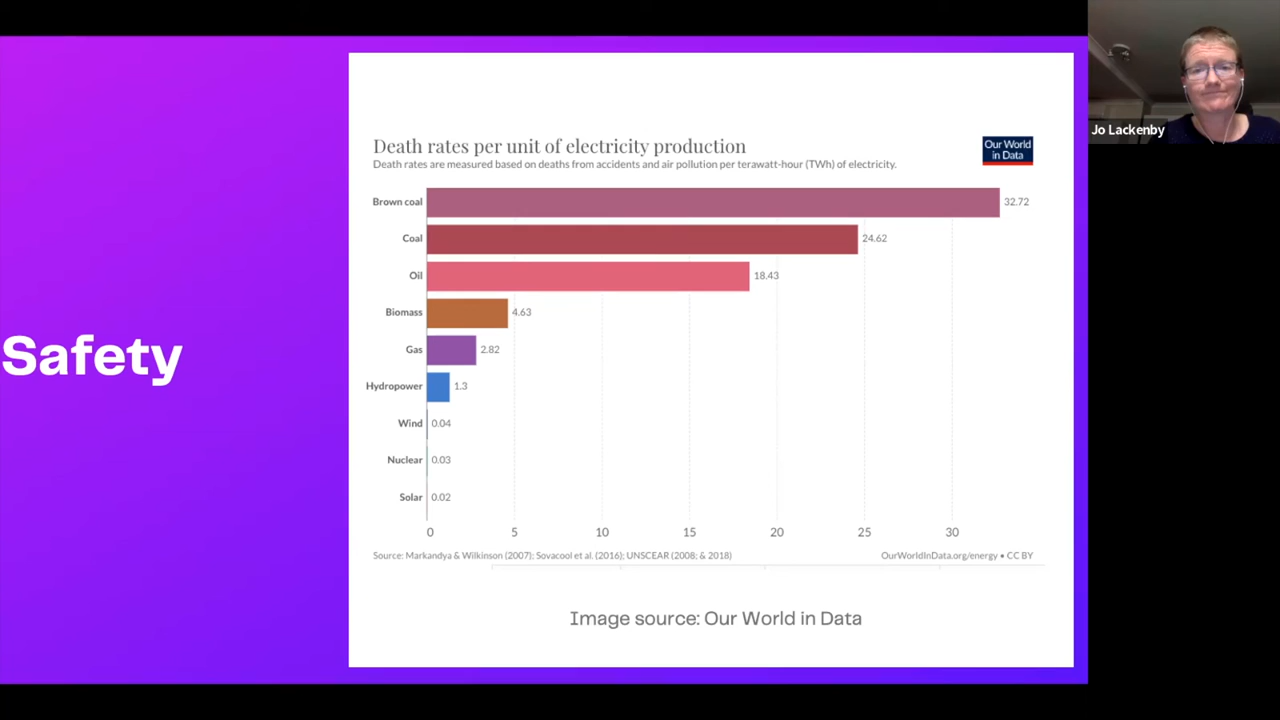 Safety
Death rates per unit of electricity production
Death rates are measured based on deaths from accidents and air pollution per terawatt-hour (TWh) of electricity.
Our World
in Data
Brown coal 32.72
Coal 24.62
Oil 18.43
Biomass 4.63
Gas 2.82
Hydropower 1.3
Wind 0.04
Nuclear 0.03
Solar 0.02
0 5 10 15 20 25 30
Source: Markandya & Wilkinson (2007); Sovacool et al. (2016); UNSCEAR (2008; & 2018) OurWorldInData.org/energy • CC BY
Image source: Our World in Data
Jo Lackenby